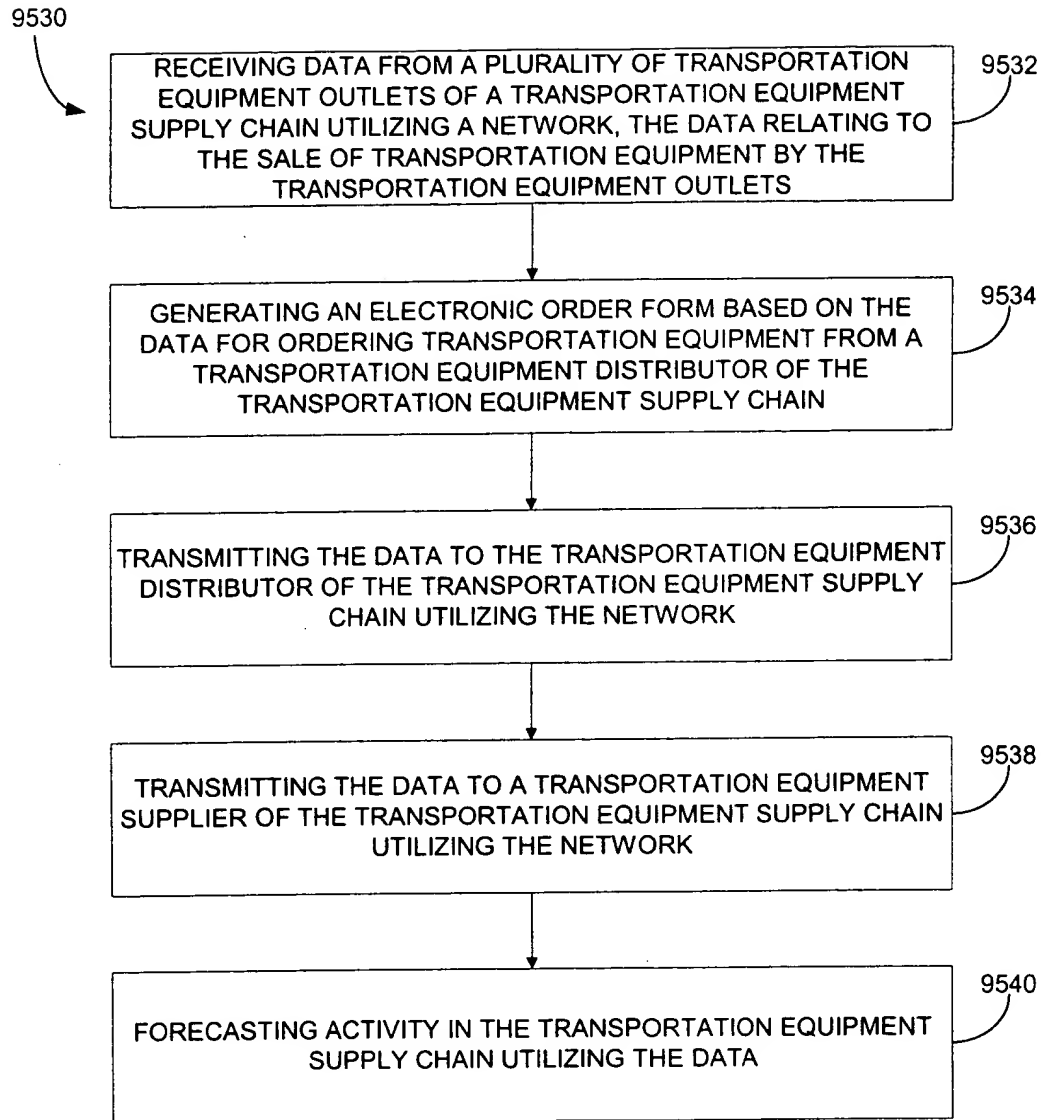 9530
RECEIVING DATA FROM A PLURALITY OF TRANSPORTATION
EQUIPMENT OUTLETS OF A TRANSPORTATION EQUIPMENT
SUPPLY CHAIN UTILIZING A NETWORK, THE DATA RELATING TO
THE SALE OF TRANSPORTATION EQUIPMENT BY THE
TRANSPORTATION EQUIPMENT OUTLETS
9532
GENERATING AN ELECTRONIC ORDER FORM BASED ON THE
DATA FOR ORDERING TRANSPORTATION EQUIPMENT FROM A
TRANSPORTATION EQUIPMENT DISTRIBUTOR OF THE
TRANSPORTATION EQUIPMENT SUPPLY CHAIN
9534
TRANSMITTING THE DATA TO THE TRANSPORTATION EQUIPMENT
DISTRIBUTOR OF THE TRANSPORTATION EQUIPMENT SUPPLY
CHAIN UTILIZING THE NETWORK
9536
TRANSMITTING THE DATA TO A TRANSPORTATION EQUIPMENT
SUPPLIER OF THE TRANSPORTATION EQUIPMENT SUPPLY CHAIN
UTILIZING THE NETWORK
9538
FORECASTING ACTIVITY IN THE TRANSPORTATION EQUIPMENT
SUPPLY CHAIN UTILIZING THE DATA
9540